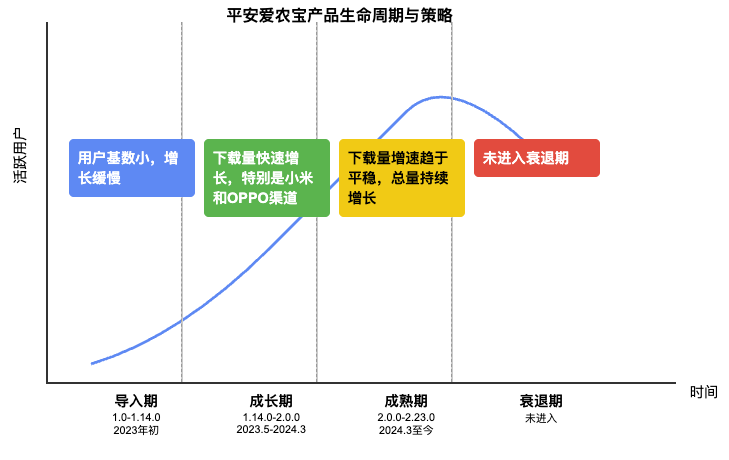 平安爱农宝产品生命周期与策略
活跃用户
用户基数小，增
长缓慢
下载量快速增
长，特别是小米
和OPPO渠道
下载量增速趋于
平稳，总量持续
增长
未进入衰退期
时间
导入期
1.0-1.14.0
2023年初
成长期
1.14.0-2.0.0
2023.5-2024.3
成熟期
2.0.0-2.23.0
2024.3至今
衰退期
未进入